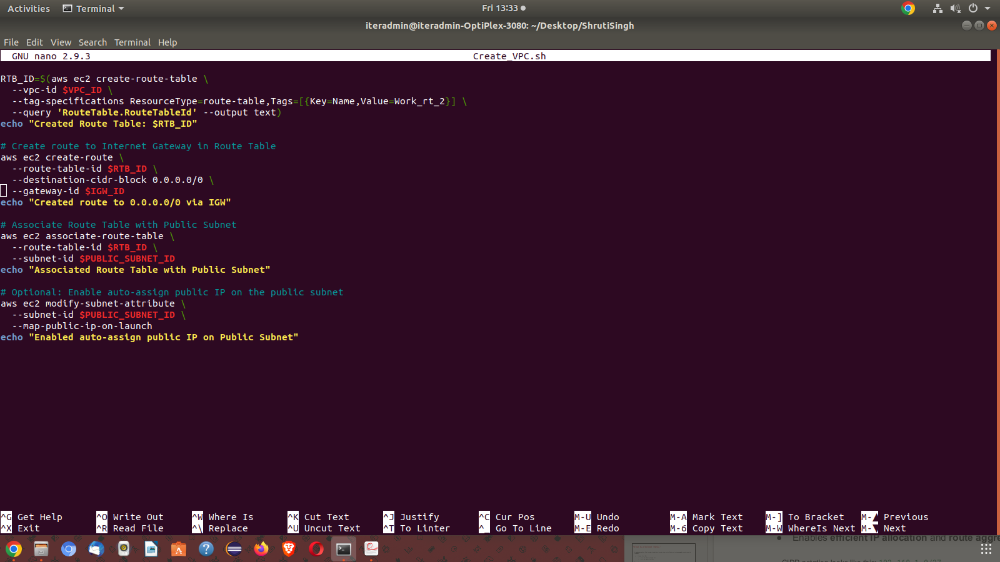 Activities Terminal Fri 13:33
iteradmin@iteradmin-OptiPlex-3080: ~/Desktop/ShrutiSingh
File Edit View Search Terminal Help
GNU nano 2.9.3 Create_VPC.sh
RTB_ID=$(aws ec2 create-route-table \
--vpc-id $VPC_ID \
--tag-specifications ResourceType=route-table,Tags=[{Key=Name,Value=Work_rt_2}] \
--query 'RouteTable.RouteTableId' --output text)
echo "Created Route Table: $RTB_ID"
# Create route to Internet Gateway in Route Table
aws ec2 create-route \
--route-table-id $RTB_ID \
--destination-cidr-block 0.0.0.0/0 \
--gateway-id $IGW_ID
echo "Created route to 0.0.0.0/0 via IGW"
# Associate Route Table with Public Subnet
aws ec2 associate-route-table \
--route-table-id $RTB_ID \
--subnet-id $PUBLIC_SUBNET_ID
echo "Associated Route Table with Public Subnet"
# Optional: Enable auto-assign public IP on the public subnet
aws ec2 modify-subnet-attribute \
--subnet-id $PUBLIC_SUBNET_ID \
--map-public-ip-on-launch
echo "Enabled auto-assign public IP on Public Subnet"
^G Get Help ^O Write Out ^W Where Is ^K Cut Text ^J Justify ^C Cur Pos M-U Undo M-A Mark Text M-] To Bracket M-▲ Previous
^X Exit ^R Read File ^\ Replace ^U Uncut Text ^T To Linter ^_ Go To Line M-E Redo M-6 Copy Text M-W WhereIs Next M-▼ Next
Enables efficient IP allocation and route aggre